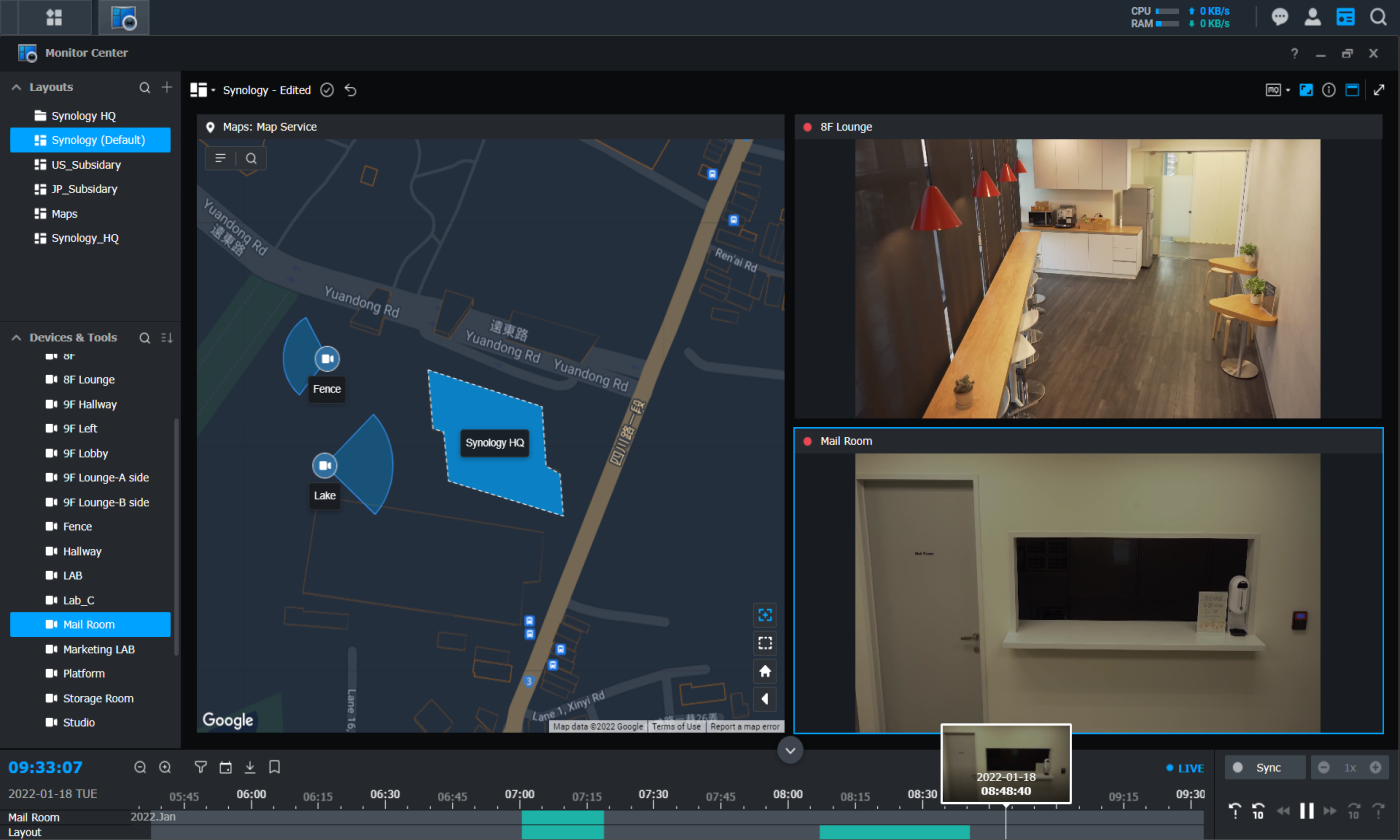 CPU
0 KB/s
RAM
0 KB/s
Monitor Center
?
Layouts
Synology HQ
Synology (Default)
US_Subsidary
JP_Subsidary
Maps
Synology_HQ
Devices & Tools
8F
8F Lounge
9F Hallway
9F Left
9F Lobby
9F Lounge-A side
9F Lounge-B side
Fence
Hallway
LAB
Lab_C
Mail Room
Marketing LAB
Platform
Storage Room
Studio
Synology - Edited
MQ
Maps: Map Service
Yuandong Rd
遠東路
Ren'ai Rd
Yuandong Rd
遠東路
Yuandong Rd
Yuandong Rd
Fence
四川路一段
Synology HQ
Lake
3
Lane 16,
Lane 1, Xinyi Rd
Google
Map data ©2022 Google
Terms of Use
Report a map error
8F Lounge
Mail Room
Mail Room
09:33:07
2022-01-18 TUE
LIVE
Sync
1x
05:45
06:00
06:15
06:30
06:45
07:00
07:15
07:30
07:45
08:00
08:15
08:30
2022-01-18
08:48:40
09:15
09:30
10
10
Mail Room
2022.Jan
Layout